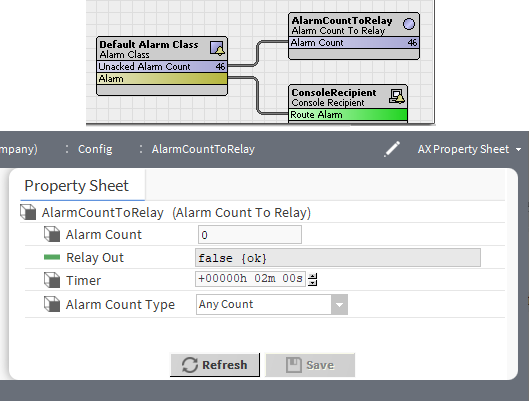 Default Alarm Class
Alarm Class
Unacked Alarm Count 46
Alarm
AlarmCountToRelay
Alarm Count To Relay
Alarm Count 46
ConsoleRecipient
Console Recipient
Route Alarm
mpany) : Config : AlarmCountToRelay AX Property Sheet
Property Sheet
AlarmCountToRelay (Alarm Count To Relay)
Alarm Count 0
Relay Out false {ok}
Timer +00000h 02m 00s
Alarm Count Type Any Count
Refresh Save